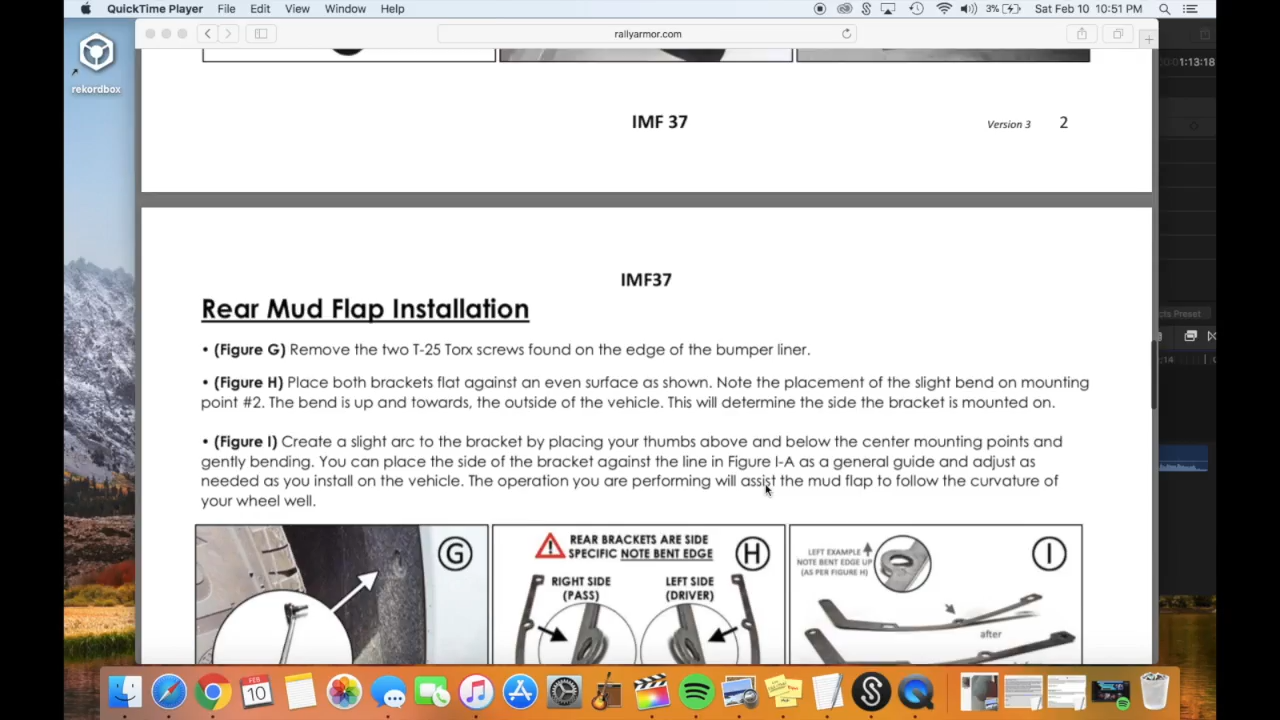 QuickTime Player File Edit View Window Help
3% Sat Feb 10 10:51 PM
rallyarmor.com
1:13:18
rekordbox
IMF 37
Version 3 2
IMF37
Rear Mud Flap Installation
• (Figure G) Remove the two T-25 Torx screws found on the edge of the bumper liner.
• (Figure H) Place both brackets flat against an even surface as shown. Note the placement of the slight bend on mounting
point #2. The bend is up and towards, the outside of the vehicle. This will determine the side the bracket is mounted on.
• (Figure I) Create a slight arc to the bracket by placing your thumbs above and below the center mounting points and
gently bending. You can place the side of the bracket against the line in Figure I-A as a general guide and adjust as
needed as you install on the vehicle. The operation you are performing will assist the mud flap to follow the curvature of
your wheel well.
G
REAR BRACKETS ARE SIDE
SPECIFIC NOTE BENT EDGE
H
RIGHT SIDE
(PASS)
LEFT SIDE
(DRIVER)
LEFT EXAMPLE
NOTE BENT EDGE UP
(AS PER FIGURE H)
I
after
cts Preset
FEB
10